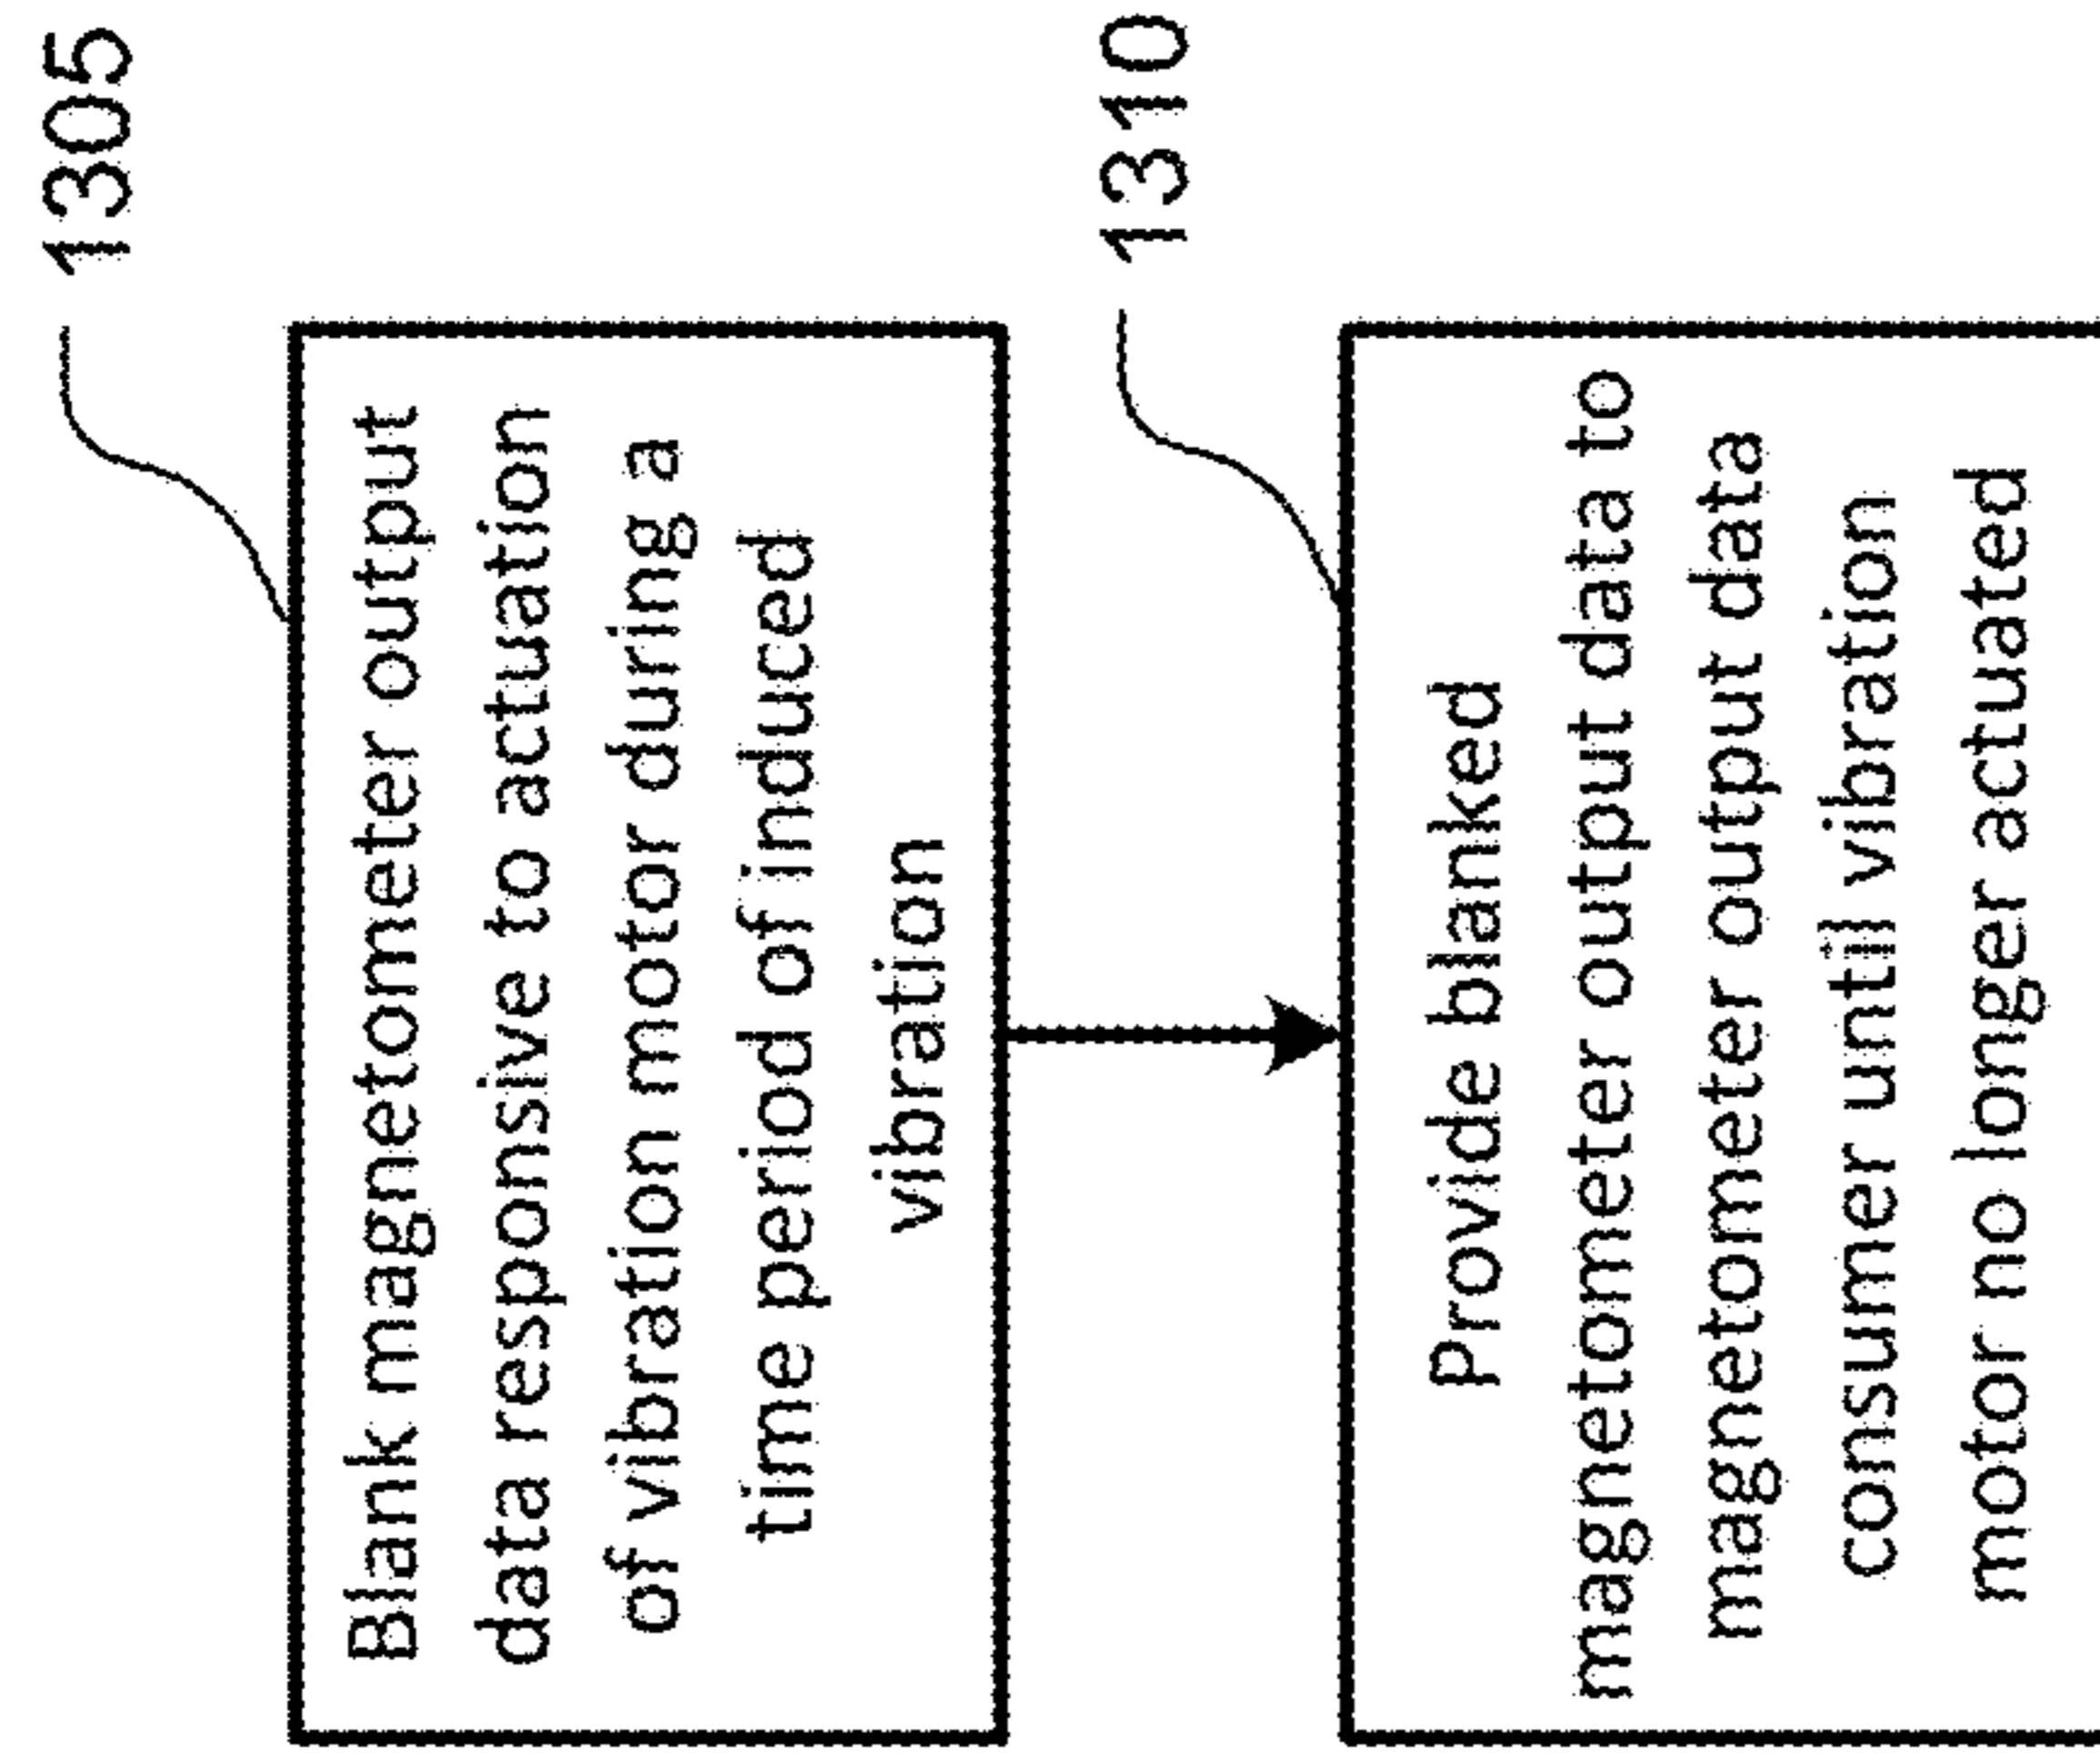 1305
Blank magnetometer output
data responsive to actuation
of vibration motor during a
time period of induced
vibration
1310
Provide blanked
magnetometer output data to
magnetometer output data
consumer until vibration
motor no longer actuated